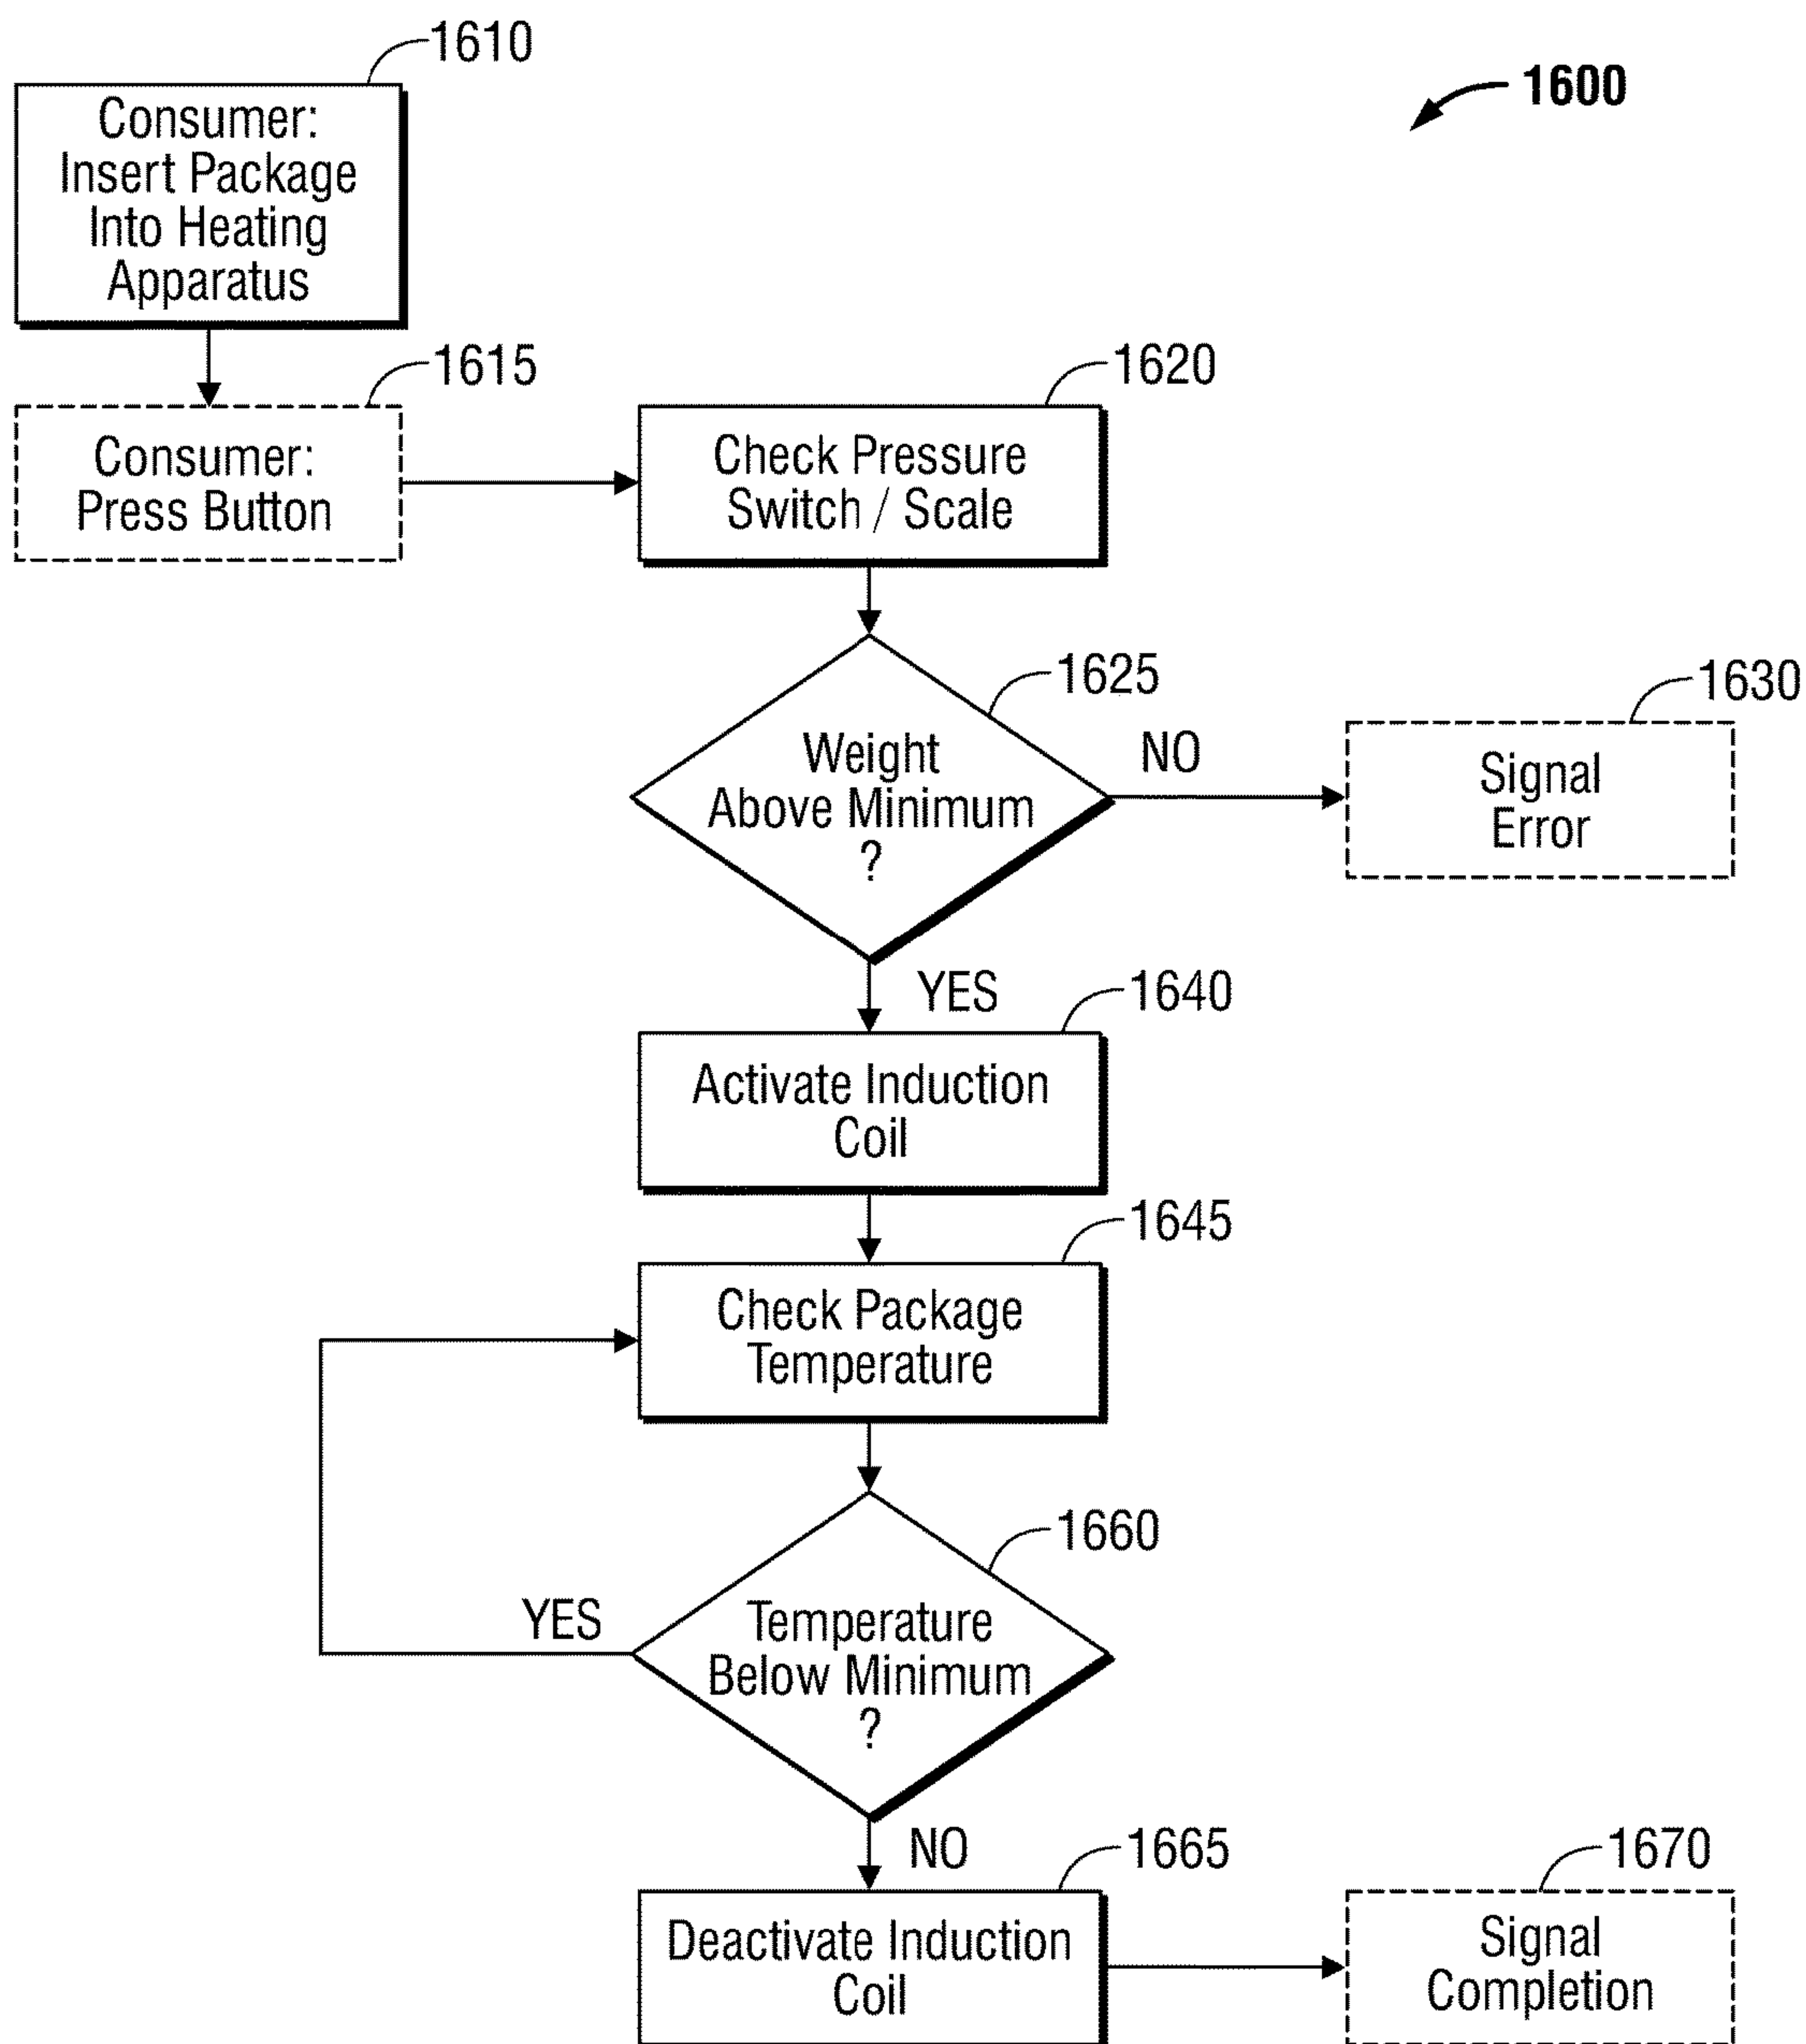 1610
1600
Consumer:
Insert Package
Into Heating
Apparatus
1615
1620
Consumer:
Press Button
Check Pressure
Switch / Scale
1625
1630
Weight
Above Minimum
?
NO
Signal
Error
YES
1640
Activate Induction
Coil
1645
Check Package
Temperature
1660
YES
Temperature
Below Minimum
?
NO
1665
1670
Deactivate Induction
Coil
Signal
Completion